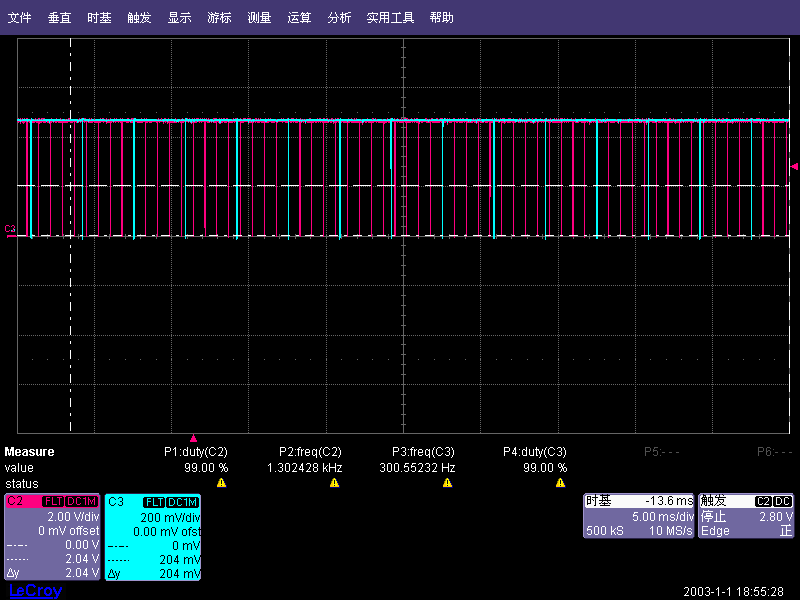 文件 垂直 时基 触发 显示 游标 测量 运算 分析 实用工具 帮助
C3
Measure P1:duty(C2) P2:freq(C2) P3:freq(C3) P4:duty(C3) P5:--- P6:---
value 99.00 % 1.302428 kHz 300.55232 Hz 99.00 %
status
C2 FLT DC1M
2.00 V/div
0 mV offset
0.00 V
2.04 V
Δy 2.04 V
C3 FLT DC1M
200 mV/div
0.00 mV ofst
0 mV
204 mV
Δy 204 mV
时基 -13.6 ms
5.00 ms/div
500 kS 10 MS/s
触发 C2 DC
停止 2.80 V
Edge 正
LeCroy
2003-1-1 18:55:28